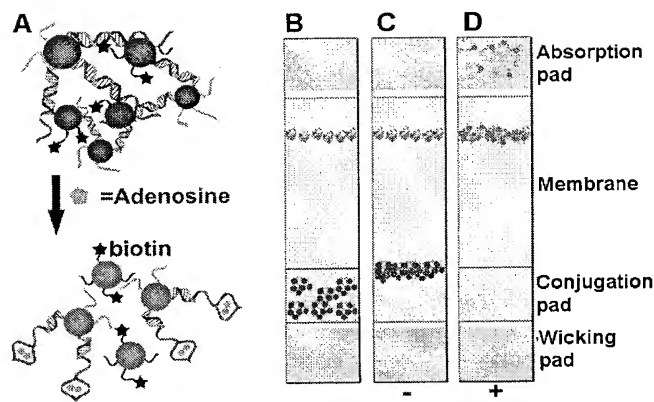 A
B
C
D
Absorption
pad
=Adenosine
Membrane
biotin
Conjugation
pad
Wicking
pad
-
+